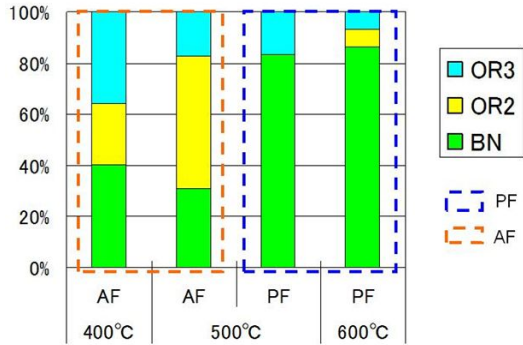 100%
80%
60%
40%
20%
0%
AF AF PF PF
400℃ 500℃ 600℃
OR3
OR2
BN
PF
AF